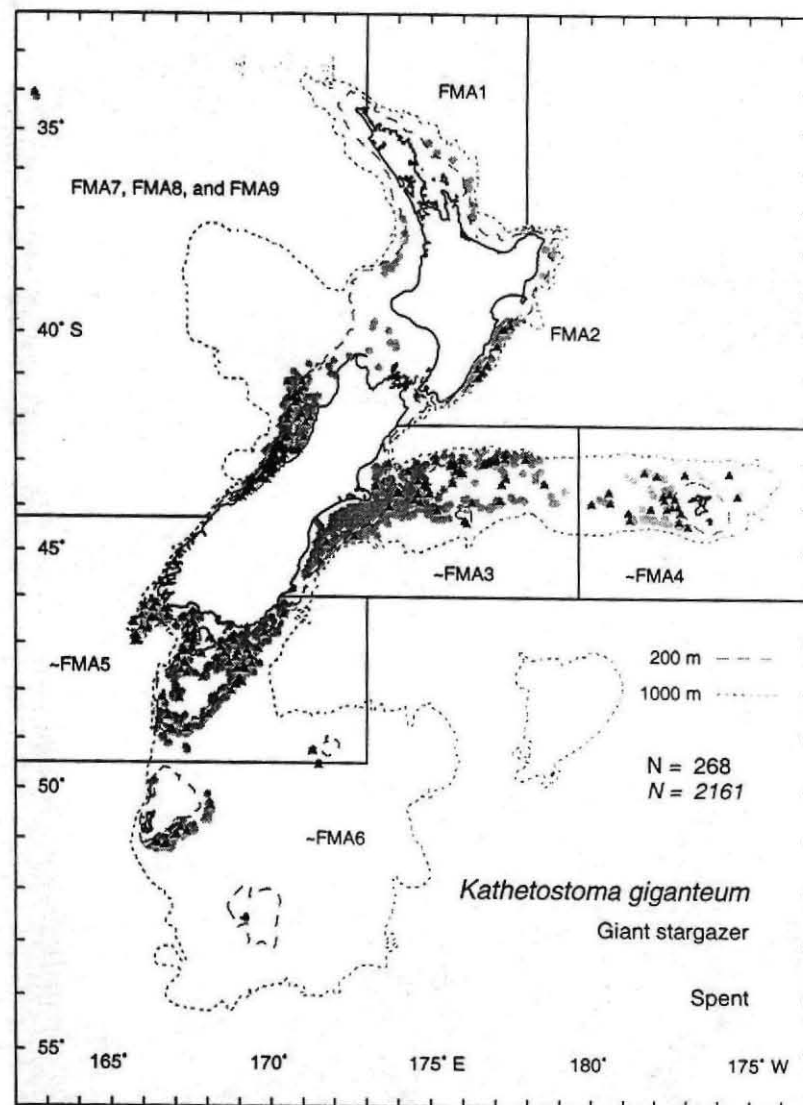 FMA1
35°
FMA7, FMA8, and FMA9
40° S
FMA2
45°
~FMA3
~FMA4
~FMA5
200 m
1000 m
N = 268
N = 2161
50°
~FMA6
Kathetostoma giganteum
Giant stargazer
Spent
55°
165° 170° 175° E 180° 175° W